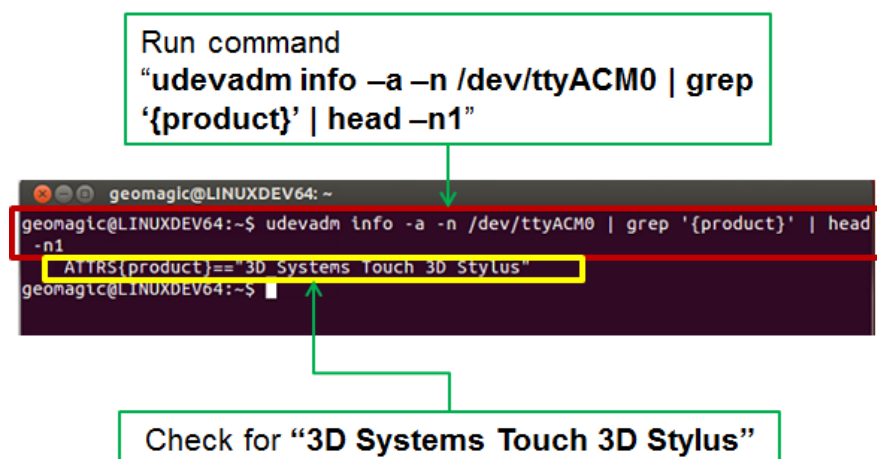 Run command
“udevadm info –a –n /dev/ttyACM0 | grep
‘{product}’ | head –n1”
geomagic@LINUXDEV64: ~
geomagic@LINUXDEV64:~$ udevadm info -a -n /dev/ttyACM0 | grep '{product}' | head
-n1
ATTRS{product}=="3D Systems Touch 3D Stylus"
geomagic@LINUXDEV64:~$
Check for “3D Systems Touch 3D Stylus”